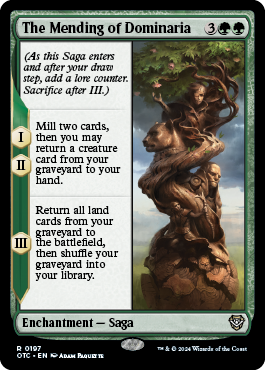 The Mending of Dominaria 3
(As this Saga enters
and after your draw
step, add a lore counter.
Sacrifice after III.)
I
Mill two cards,
then you may
return a creature
card from your
graveyard to your
hand.
II
Return all land
cards from your
graveyard to
the battlefield,
then shuffle your
graveyard into
your library.
III
Enchantment — Saga
R 0197
OTC • EN Adam Paquette
™ & © 2024 Wizards of the Coast